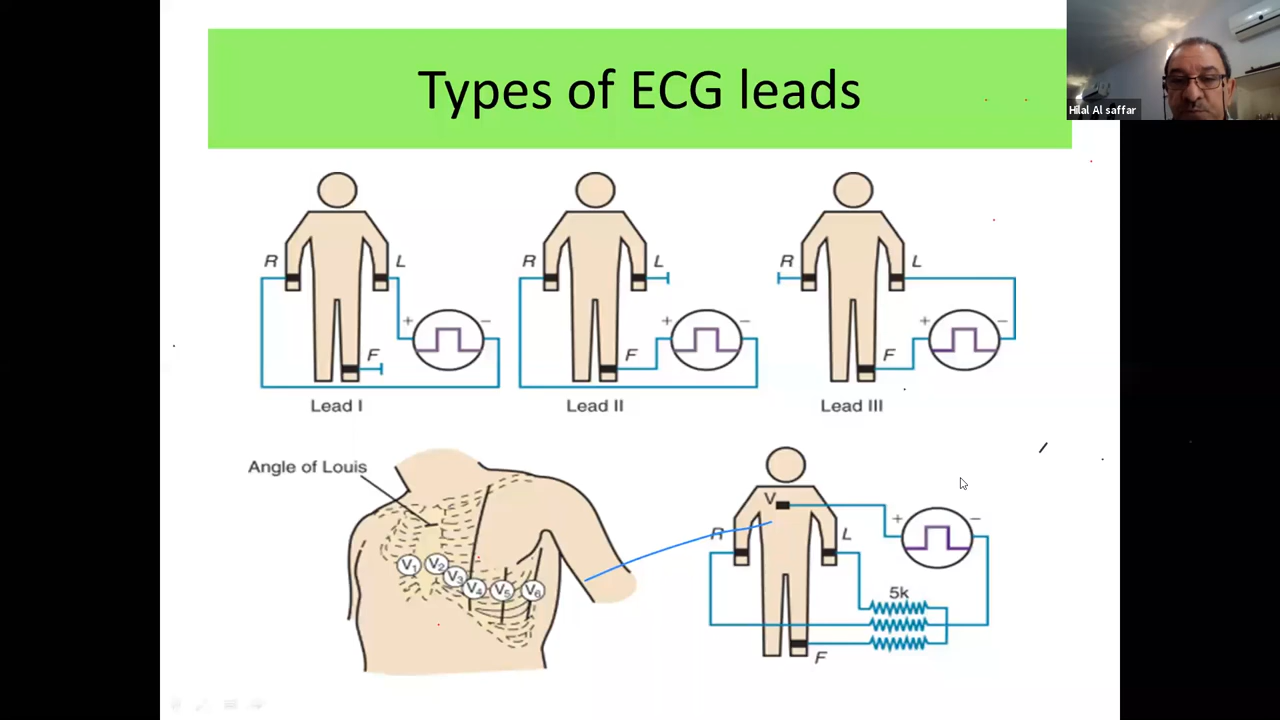 Types of ECG leads
Hilal Al saffar
R L
+ −
F
Lead I
R L
+ −
F
Lead II
R L
+ −
F
Lead III
Angle of Louis
V1 V2 V3 V4 V5 V6
V
+ −
R L
5k
F